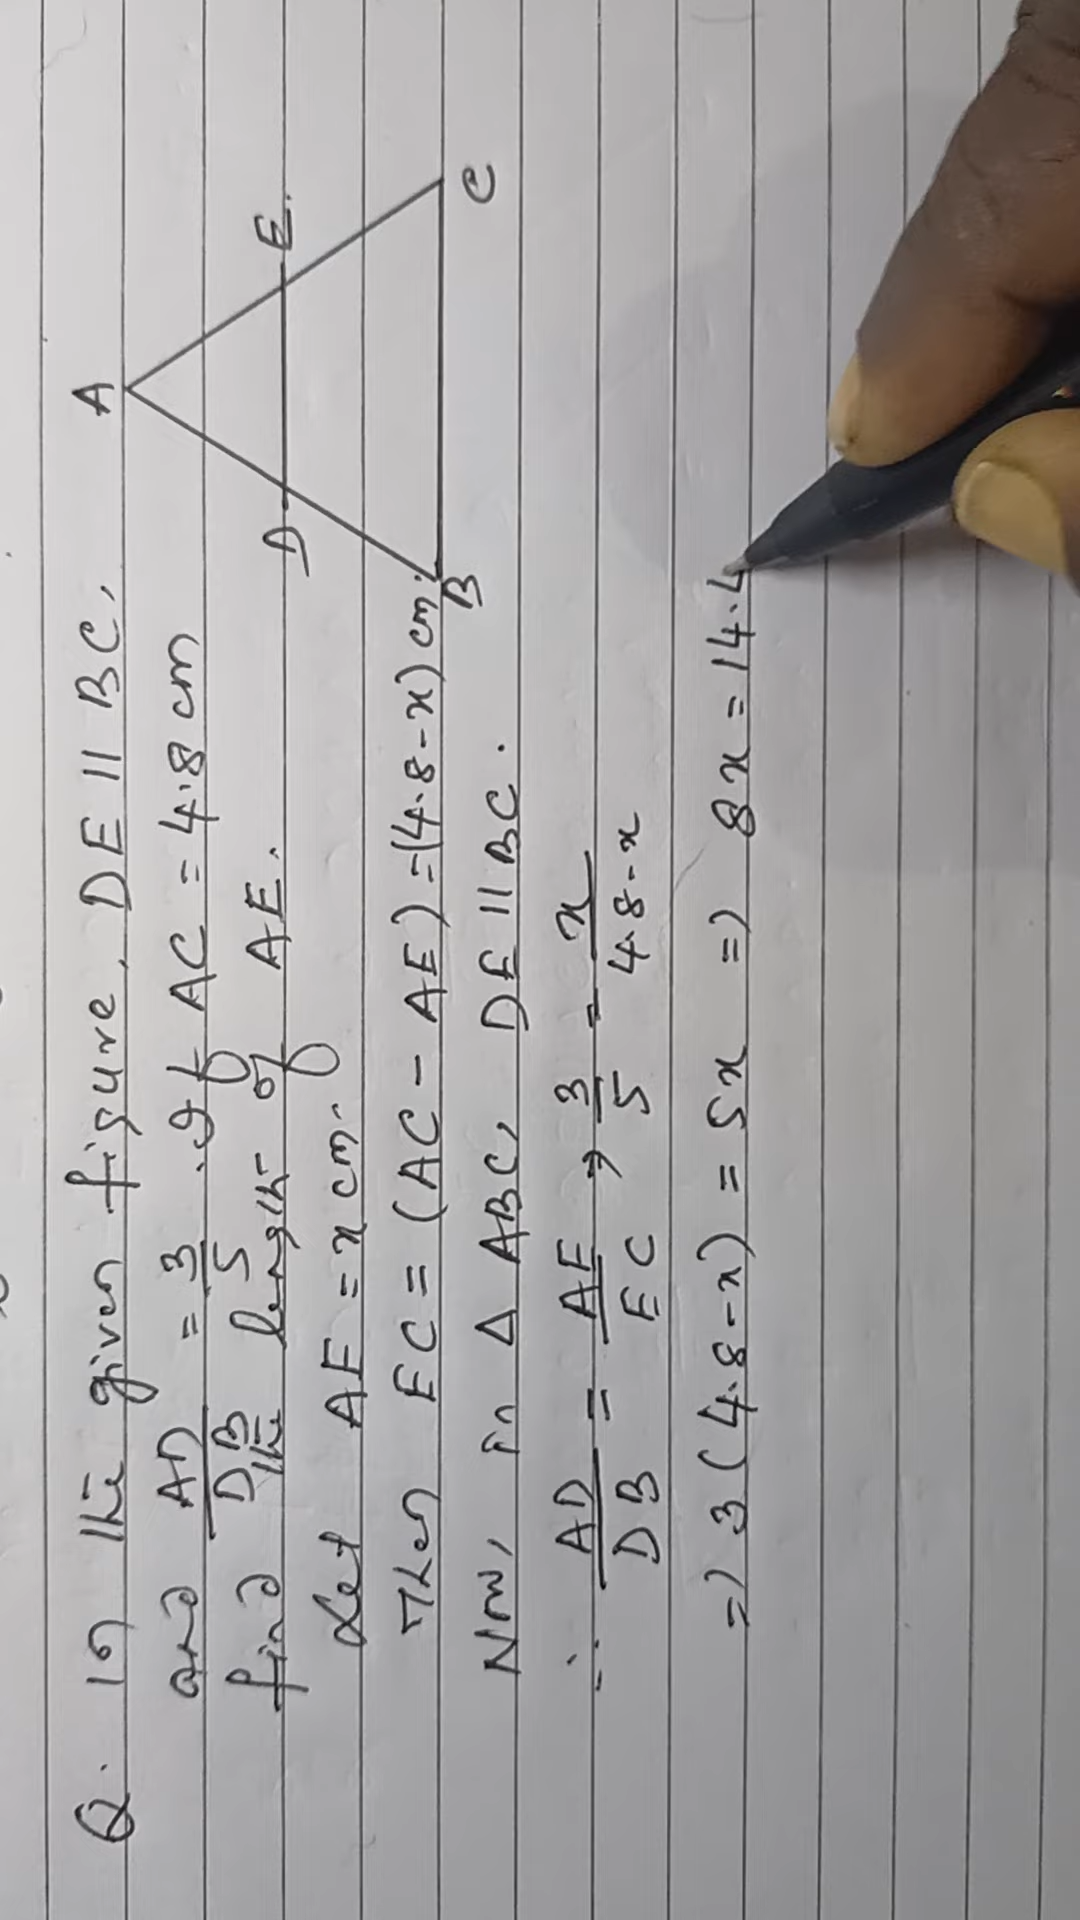 Q. In the given figure, DE || BC,
and AD/DB = 3/5. If AC = 4.8 cm
find the length of AE.
A
D
E.
B
C
Let AE = x cm.
Then EC = (AC - AE) = (4.8 - x) cm.
Now, in Δ ABC, DE || BC.
∴ AD/DB = AE/EC, 3/5 = x/4.8-x
=) 3(4.8-x) = 5x =) 8x = 14.4